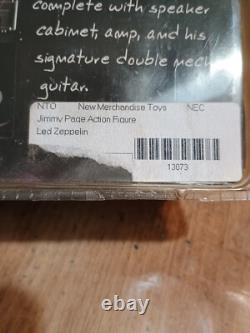 complete with speaker
cabinet, amp, and his
signature double neck
guitar.
NTO New Merchandise Toys NEC
Jimmy Page Action Figure
Led Zeppelin
13073